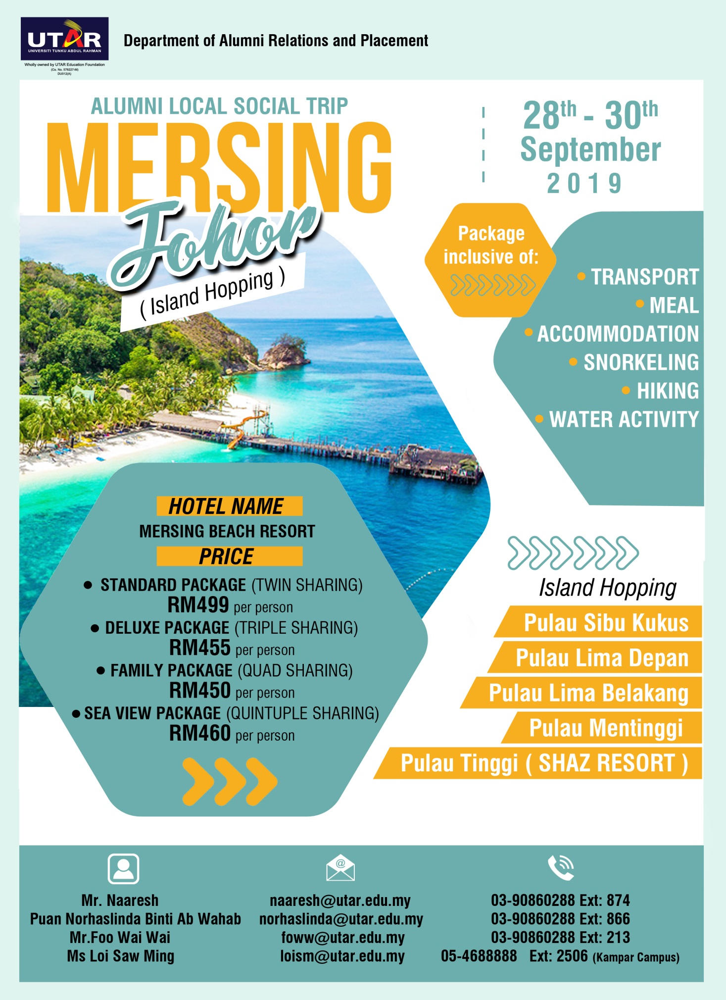 UTAR
UNIVERSITI TUNKU ABDUL RAHMAN
Wholly owned by UTAR Education Foundation
(Co. No. 578227-M)
DU012(A)
Department of Alumni Relations and Placement
ALUMNI LOCAL SOCIAL TRIP
MERSING
Johor
( Island Hopping )
28th - 30th
September
2019
Package
inclusive of:
• TRANSPORT
• MEAL
• ACCOMMODATION
• SNORKELING
• HIKING
• WATER ACTIVITY
HOTEL NAME
MERSING BEACH RESORT
PRICE
• STANDARD PACKAGE (TWIN SHARING)
RM499 per person
• DELUXE PACKAGE (TRIPLE SHARING)
RM455 per person
• FAMILY PACKAGE (QUAD SHARING)
RM450 per person
• SEA VIEW PACKAGE (QUINTUPLE SHARING)
RM460 per person
Island Hopping
Pulau Sibu Kukus
Pulau Lima Depan
Pulau Lima Belakang
Pulau Mentinggi
Pulau Tinggi ( SHAZ RESORT )
Mr. Naaresh
Puan Norhaslinda Binti Ab Wahab
Mr.Foo Wai Wai
Ms Loi Saw Ming
@
naaresh@utar.edu.my
norhaslinda@utar.edu.my
foww@utar.edu.my
loism@utar.edu.my
03-90860288 Ext: 874
03-90860288 Ext: 866
03-90860288 Ext: 213
05-4688888 Ext: 2506 (Kampar Campus)